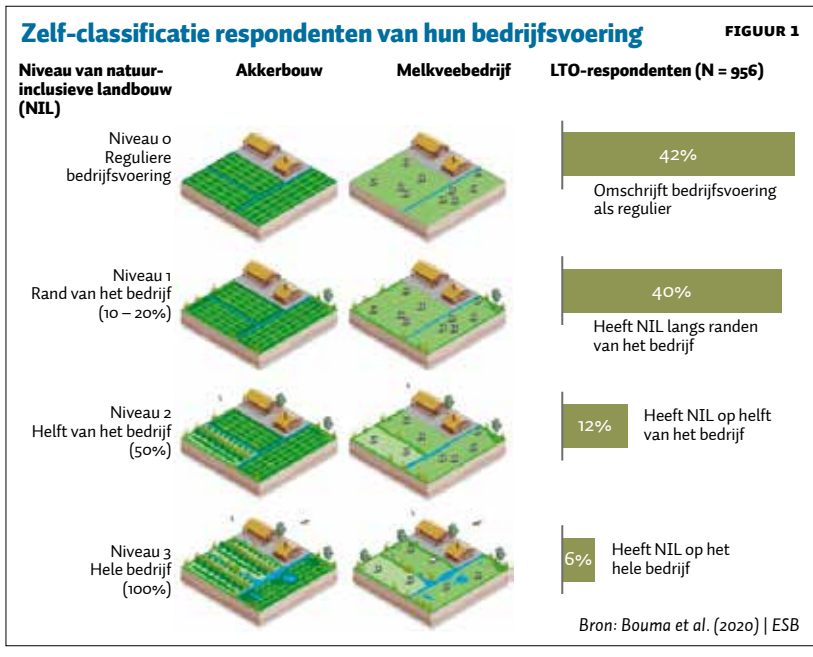 Zelf-classificatie respondenten van hun bedrijfsvoering
FIGUUR 1
Niveau van natuur-
inclusieve landbouw
(NIL)
Akkerbouw
Melkveebedrijf
LTO-respondenten (N = 956)
Niveau 0
Reguliere
bedrijfsvoering
42%
Omschrijft bedrijfsvoering
als regulier
Niveau 1
Rand van het bedrijf
(10 – 20%)
40%
Heeft NIL langs randen
van het bedrijf
Niveau 2
Helft van het bedrijf
(50%)
12%
Heeft NIL op helft
van het bedrijf
Niveau 3
Hele bedrijf
(100%)
6%
Heeft NIL op het
hele bedrijf
Bron: Bouma et al. (2020) | ESB